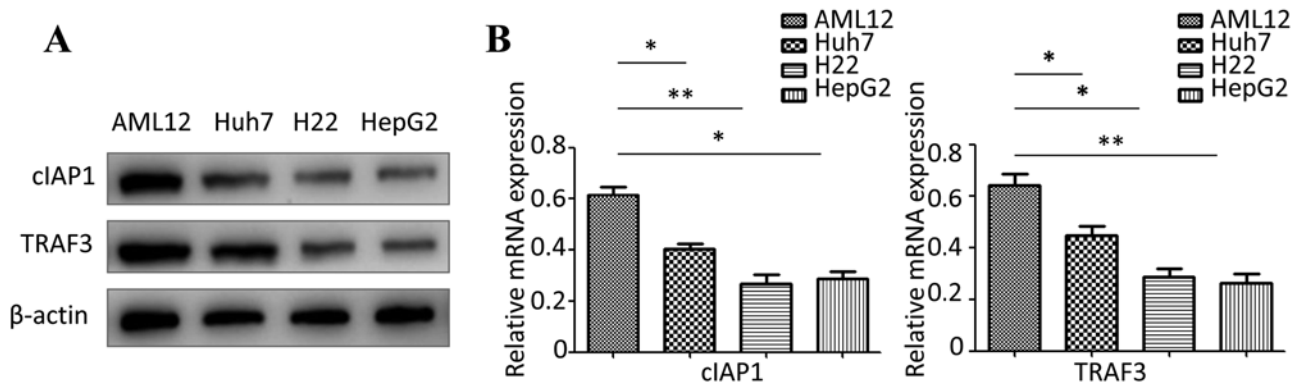 A
AML12 Huh7 H22 HepG2
cIAP1
TRAF3
β-actin
B
AML12
Huh7
H22
HepG2
*
**
*
Relative mRNA expression
0.8
0.6
0.4
0.2
0
cIAP1
AML12
Huh7
H22
HepG2
*
*
**
Relative mRNA expression
0.8
0.6
0.4
0.2
0
TRAF3